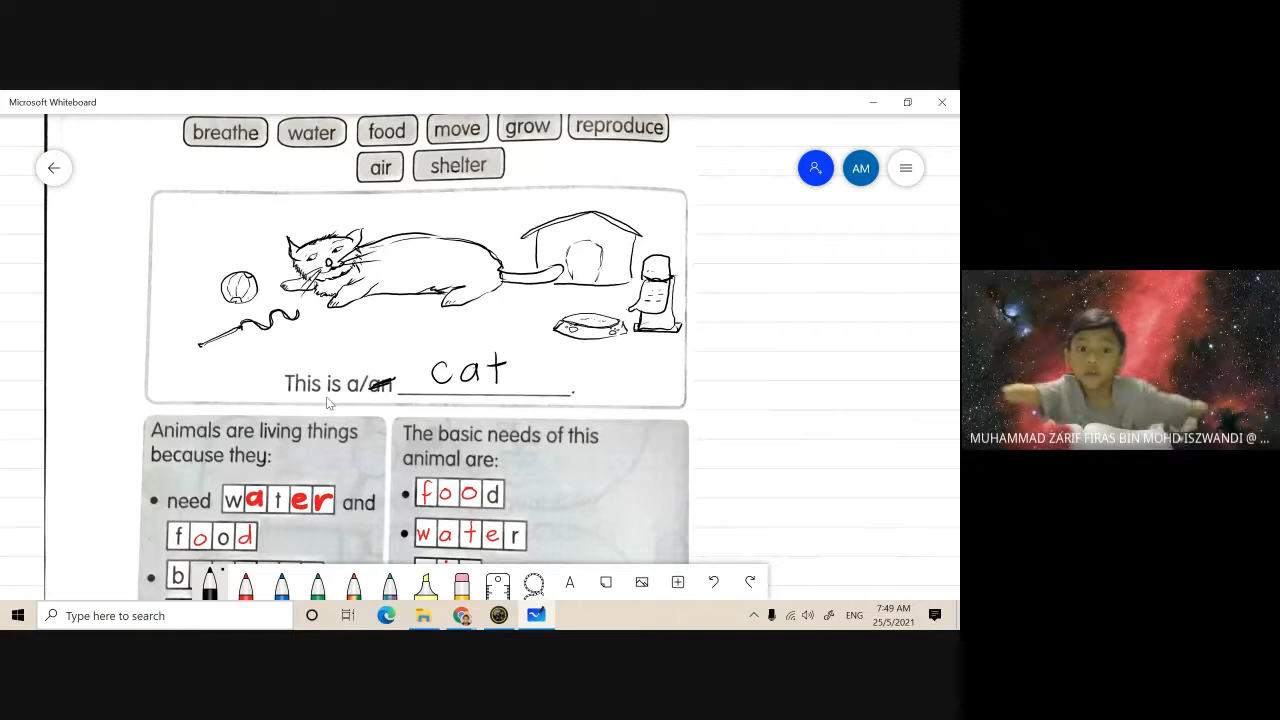 Microsoft Whiteboard
breathe water food move grow reproduce
air shelter
AM
This is a/an cat.
Animals are living things
because they:
• need water and
food
• b
The basic needs of this
animal are:
• food
• water
MUHAMMAD ZARIF FIRAS BIN MOHD ISZWANDI @ ...
A
Type here to search
ENG
7:49 AM
25/5/2021